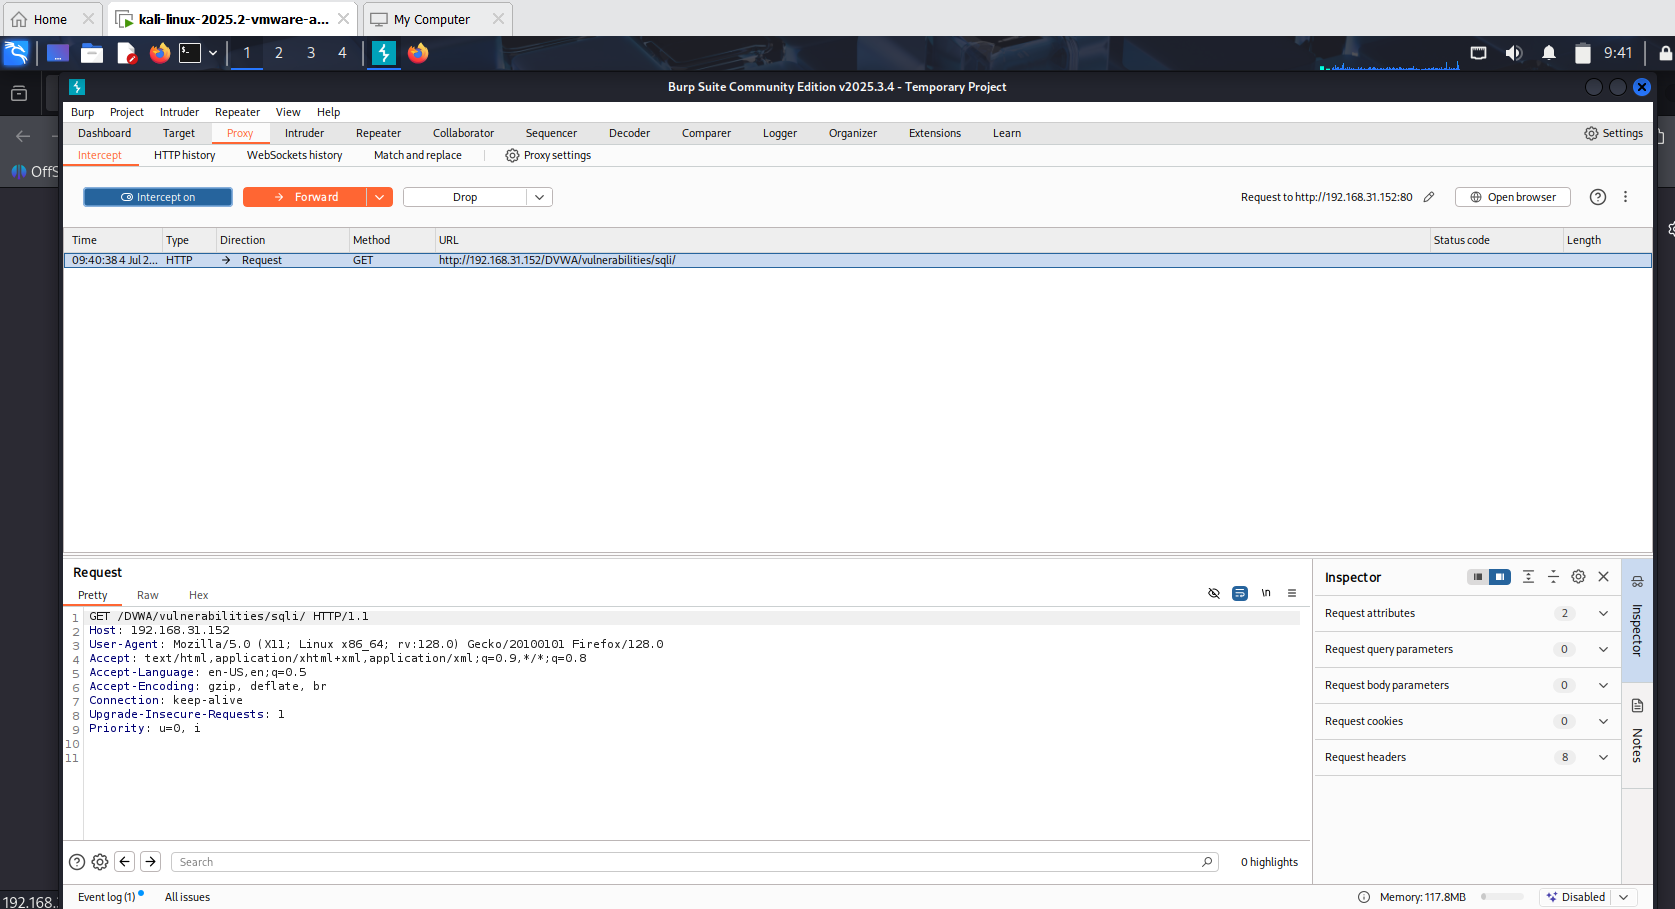 Home
kali-linux-2025.2-vmware-a...
My Computer
1 2 3 4
9:41
Burp Suite Community Edition v2025.3.4 - Temporary Project
Burp Project Intruder Repeater View Help
Dashboard Target Proxy Intruder Repeater Collaborator Sequencer Decoder Comparer Logger Organizer Extensions Learn Settings
Intercept HTTP history WebSockets history Match and replace Proxy settings
OffS
Intercept on Forward Drop Request to http://192.168.31.152:80 Open browser
Time Type Direction Method URL Status code Length
09:40:38 4 Jul 2... HTTP → Request GET http://192.168.31.152/DVWA/vulnerabilities/sqli/
Request
Pretty Raw Hex
\n
1 GET /DVWA/vulnerabilities/sqli/ HTTP/1.1
2 Host: 192.168.31.152
3 User-Agent: Mozilla/5.0 (X11; Linux x86_64; rv:128.0) Gecko/20100101 Firefox/128.0
4 Accept: text/html,application/xhtml+xml,application/xml;q=0.9,*/*;q=0.8
5 Accept-Language: en-US,en;q=0.5
6 Accept-Encoding: gzip, deflate, br
7 Connection: keep-alive
8 Upgrade-Insecure-Requests: 1
9 Priority: u=0, i
10
11
Inspector
Request attributes 2
Request query parameters 0
Request body parameters 0
Request cookies 0
Request headers 8
Inspector
Notes
Search
0 highlights
Event log (1) All issues
Memory: 117.8MB
Disabled
192.168.